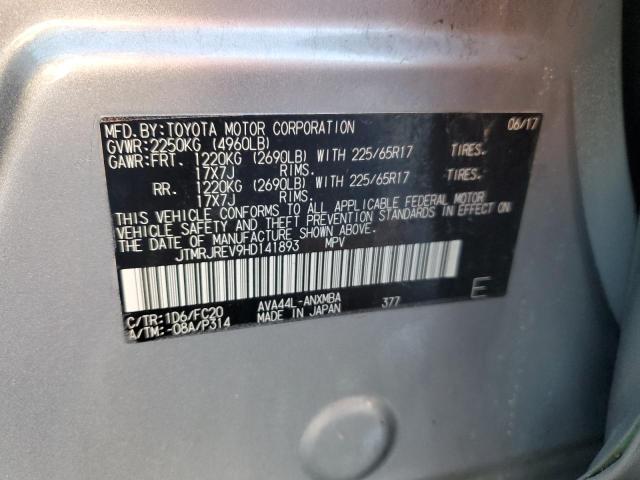 MFD.BY:TOYOTA MOTOR CORPORATION 06/17
GVWR:2250KG (4960LB)
GAWR:FRT. 1220KG (2690LB) WITH 225/65R17 TIRES.
17X7J RIMS.
RR. 1220KG (2690LB) WITH 225/65R17 TIRES.
17X7J RIMS.
THIS VEHICLE CONFORMS TO ALL APPLICABLE FEDERAL MOTOR
VEHICLE SAFETY AND THEFT PREVENTION STANDARDS IN EFFECT
ON THE DATE OF MANUFACTURE SHOWN ABOVE.
JTMRJREV9HD141893 MPV
C/TR:1D6/FC20 AVA44L-ANXMBA 377 E
A/TM:-08A/P314 MADE IN JAPAN